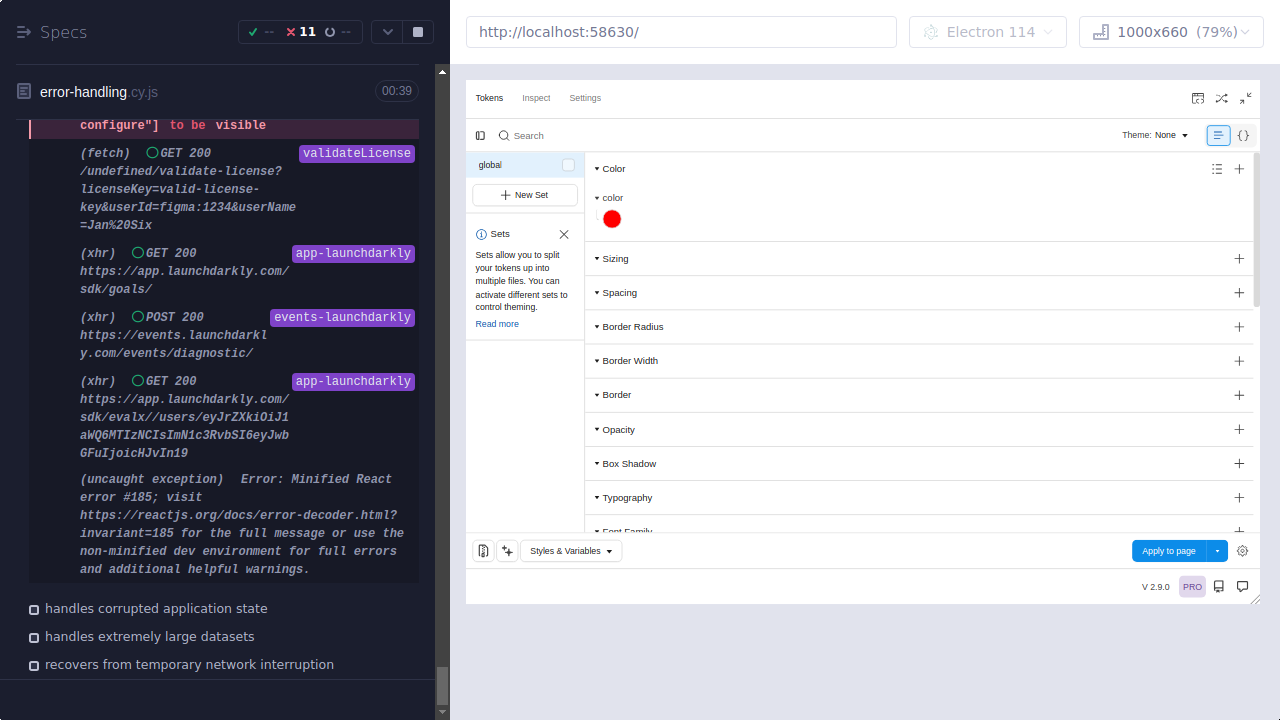 Specs
--
11
--
http://localhost:58630/
Electron 114
1000x660 (79%)
error-handling.cy.js
00:39
configure"] to be visible
(fetch) GET 200 validateLicense
/undefined/validate-license?
licenseKey=valid-license-
key&userId=figma:1234&userName
=Jan%20Six
(xhr) GET 200 app-launchdarkly
https://app.launchdarkly.com/
sdk/goals/
(xhr) POST 200 events-launchdarkly
https://events.launchdarkl
y.com/events/diagnostic/
(xhr) GET 200 app-launchdarkly
https://app.launchdarkly.com/
sdk/evalx//users/eyJrZXkiOiJ1
aWQ6MTIzNCIsImN1c3RvbSI6eyJwb
GFuIjoicHJvIn19
(uncaught exception) Error: Minified React
error #185; visit
https://reactjs.org/docs/error-decoder.html?
invariant=185 for the full message or use the
non-minified dev environment for full errors
and additional helpful warnings.
handles corrupted application state
handles extremely large datasets
recovers from temporary network interruption
Tokens
Inspect
Settings
Search
Theme: None
{}
global
New Set
Sets
Sets allow you to split
your tokens up into
multiple files. You can
activate different sets to
control theming.
Read more
Color
color
Sizing
Spacing
Border Radius
Border Width
Border
Opacity
Box Shadow
Typography
Font Family
Styles & Variables
Apply to page
V 2.9.0
PRO